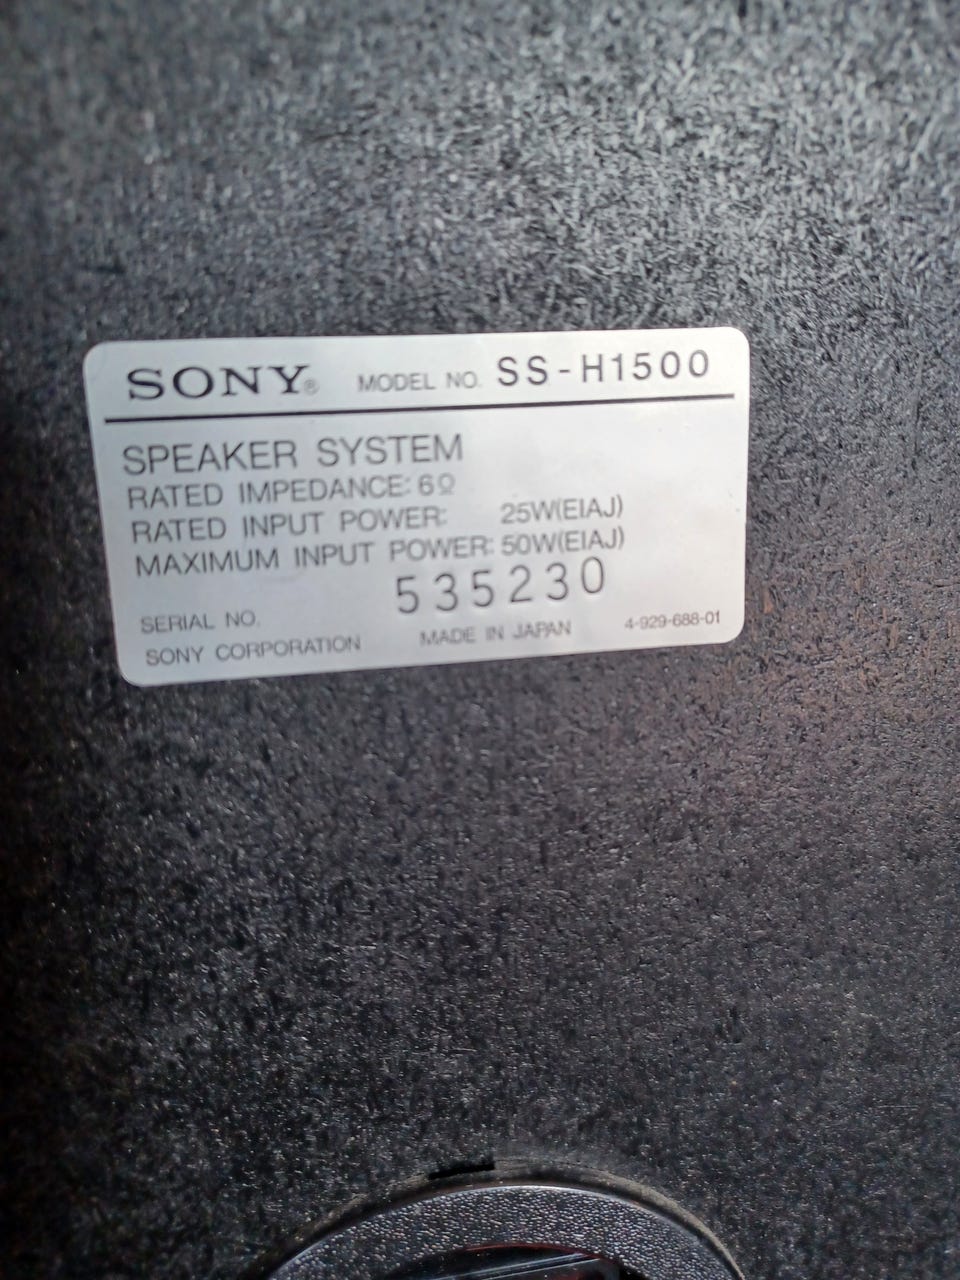 SONY® MODEL NO. SS-H1500
SPEAKER SYSTEM
RATED IMPEDANCE: 6Ω
RATED INPUT POWER: 25W(EIAJ)
MAXIMUM INPUT POWER: 50W(EIAJ)
SERIAL NO. 535230
SONY CORPORATION MADE IN JAPAN 4-929-688-01